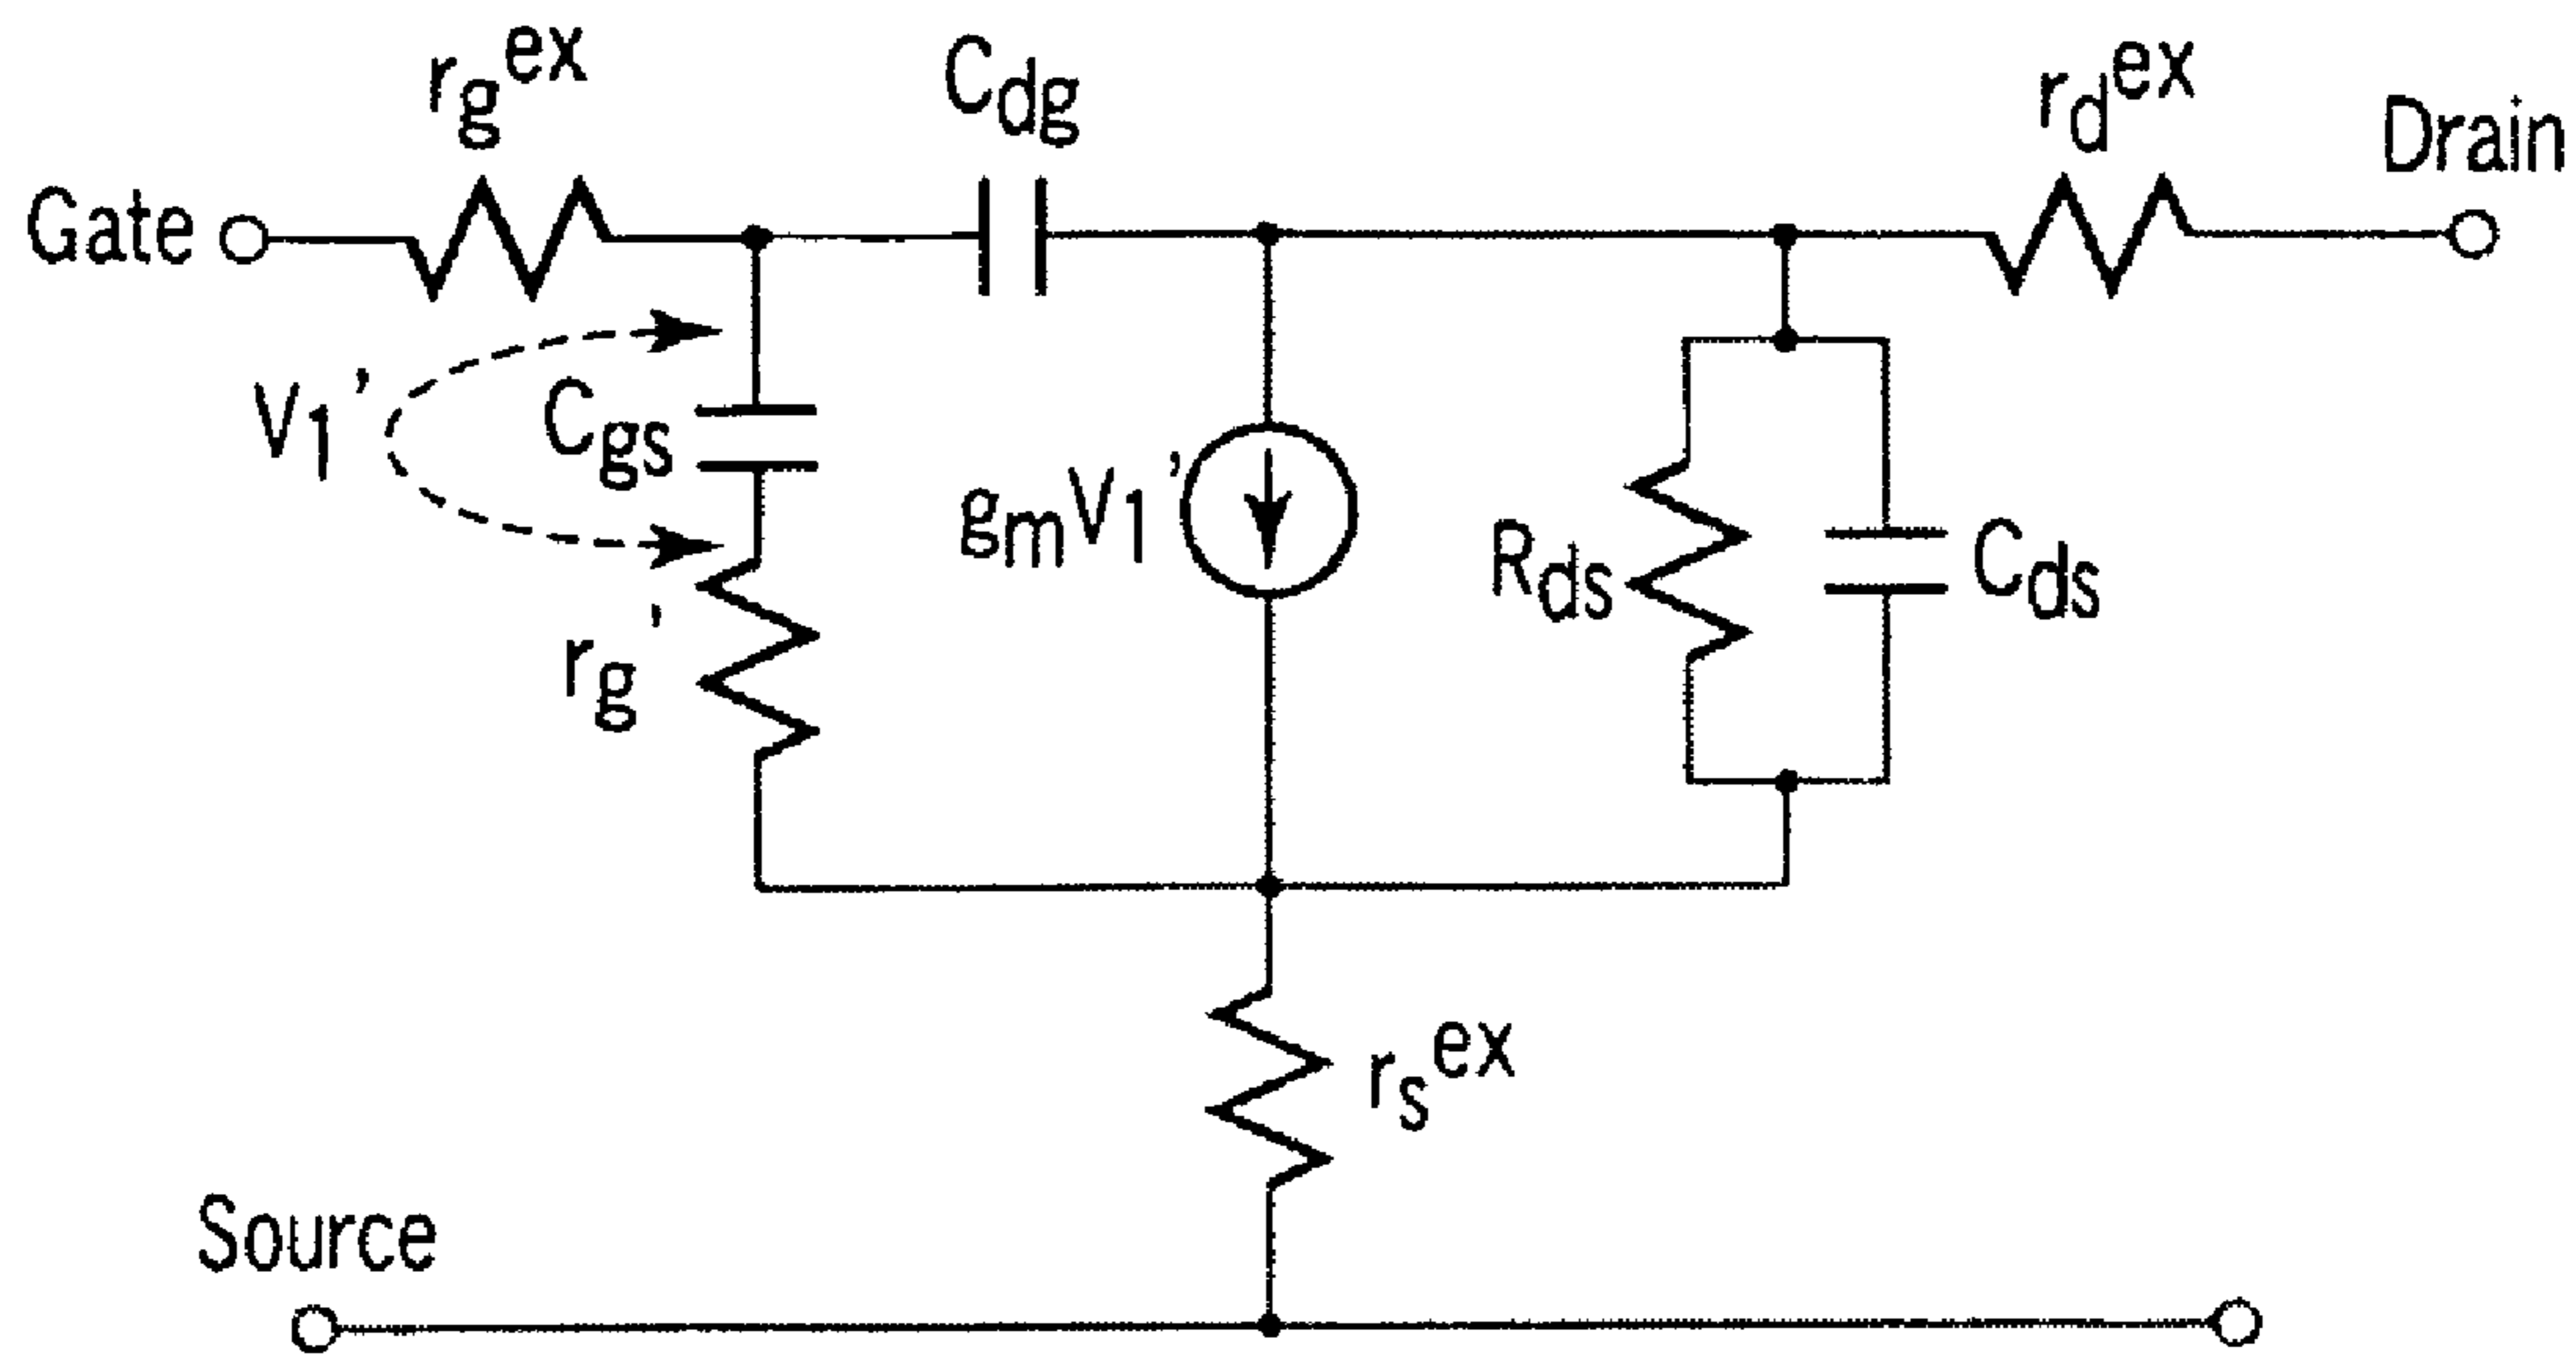 Gate
rg^ex
Cdg
rd^ex
Drain
V1'
Cgs
gmV1'
Rds
Cds
rg'
rs^ex
Source